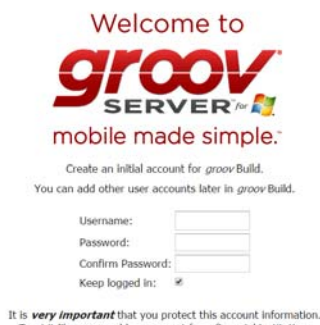 Welcome to
groov
SERVER for
mobile made simple.
Create an initial account for groov Build.
You can add other user accounts later in groov Build.
Username:
Password:
Confirm Password:
Keep logged in:
It is very important that you protect this account information.